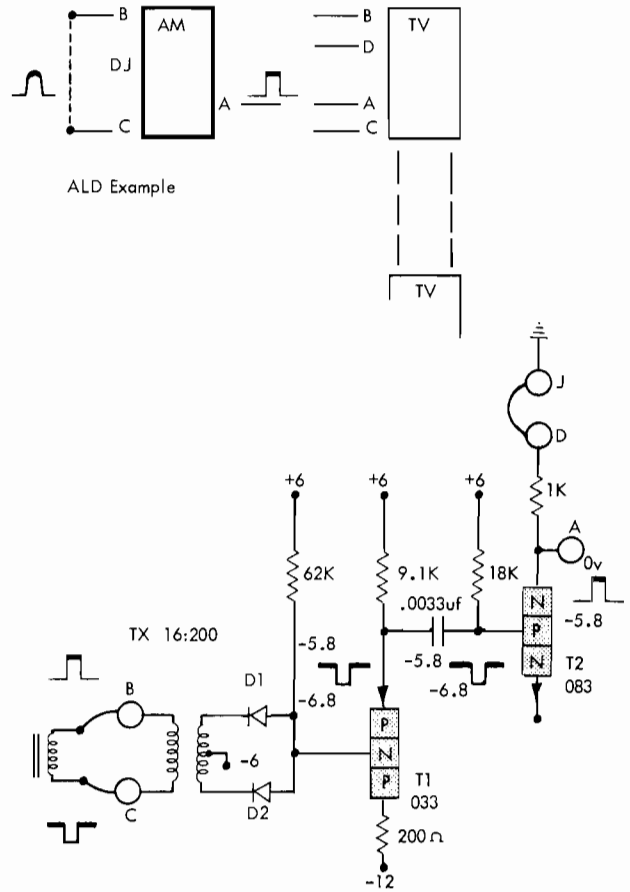 B
AM
DJ
A
C
B
TV
D
A
C
ALD Example
TV
J
D
+6
+6
+6
1K
A
0v
62K
9.1K
18K
.0033uf
N
P
N
-5.8
TX 16:200
-5.8
-5.8
T2
083
D1
-6.8
-6.8
B
P
N
P
-6
T1
033
C
D2
200Ω
-12